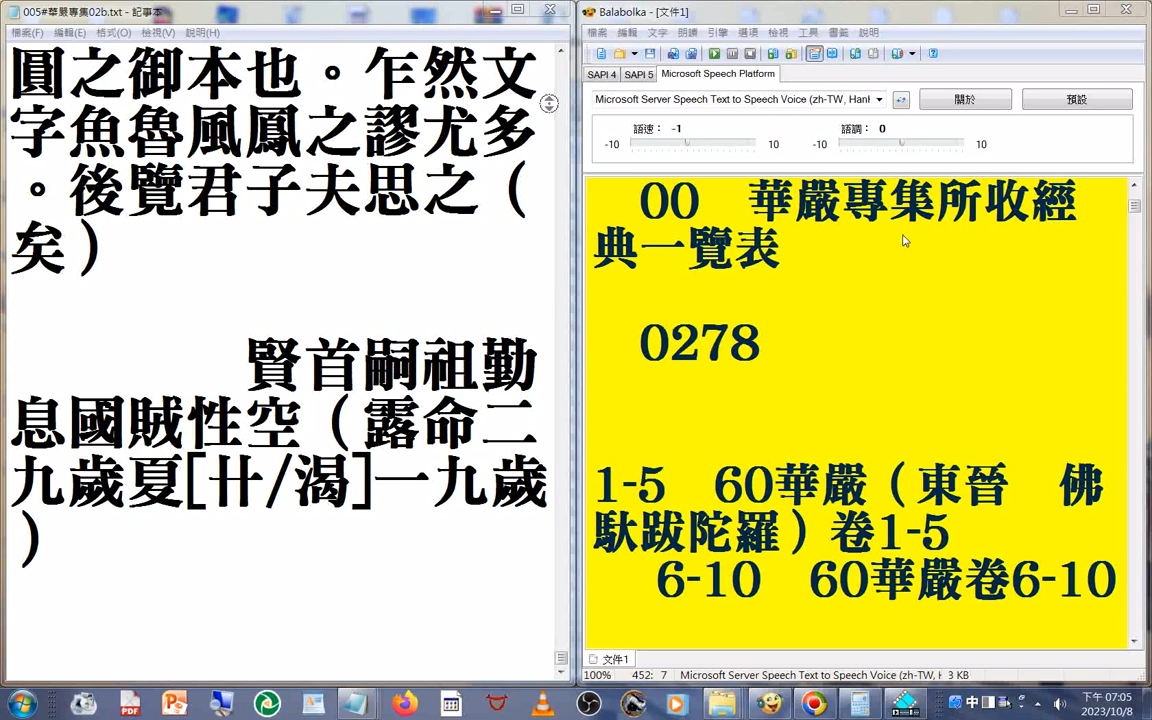 005#華嚴專集02b.txt - 記事本
檔案(F) 編輯(E) 格式(O) 檢視(V) 說明(H)
圓之御本也。乍然文
字魚魯風鳳之謬尤多
。後覽君子夫思之（
矣）
賢首嗣祖勤
息國賊性空（露命二
九歲夏[廿/渴]一九歲
）
Balabolka - [文件1]
檔案 編輯 文字 朗讀 引擎 選項 檢視 工具 書籤 說明
SAPI 4 SAPI 5 Microsoft Speech Platform
Microsoft Server Speech Text to Speech Voice (zh-TW, Hanl
關於 預設
語速： -1 語調： 0
-10 10 -10 10
00 華嚴專集所收經
典一覽表
0278
1-5 60華嚴（東晉 佛
馱跋陀羅）卷1-5
6-10 60華嚴卷6-10
文件1
100% 452: 7 Microsoft Speech Text to Speech Voice (zh-TW, H 3 KB
下午 07:05
2023/10/8